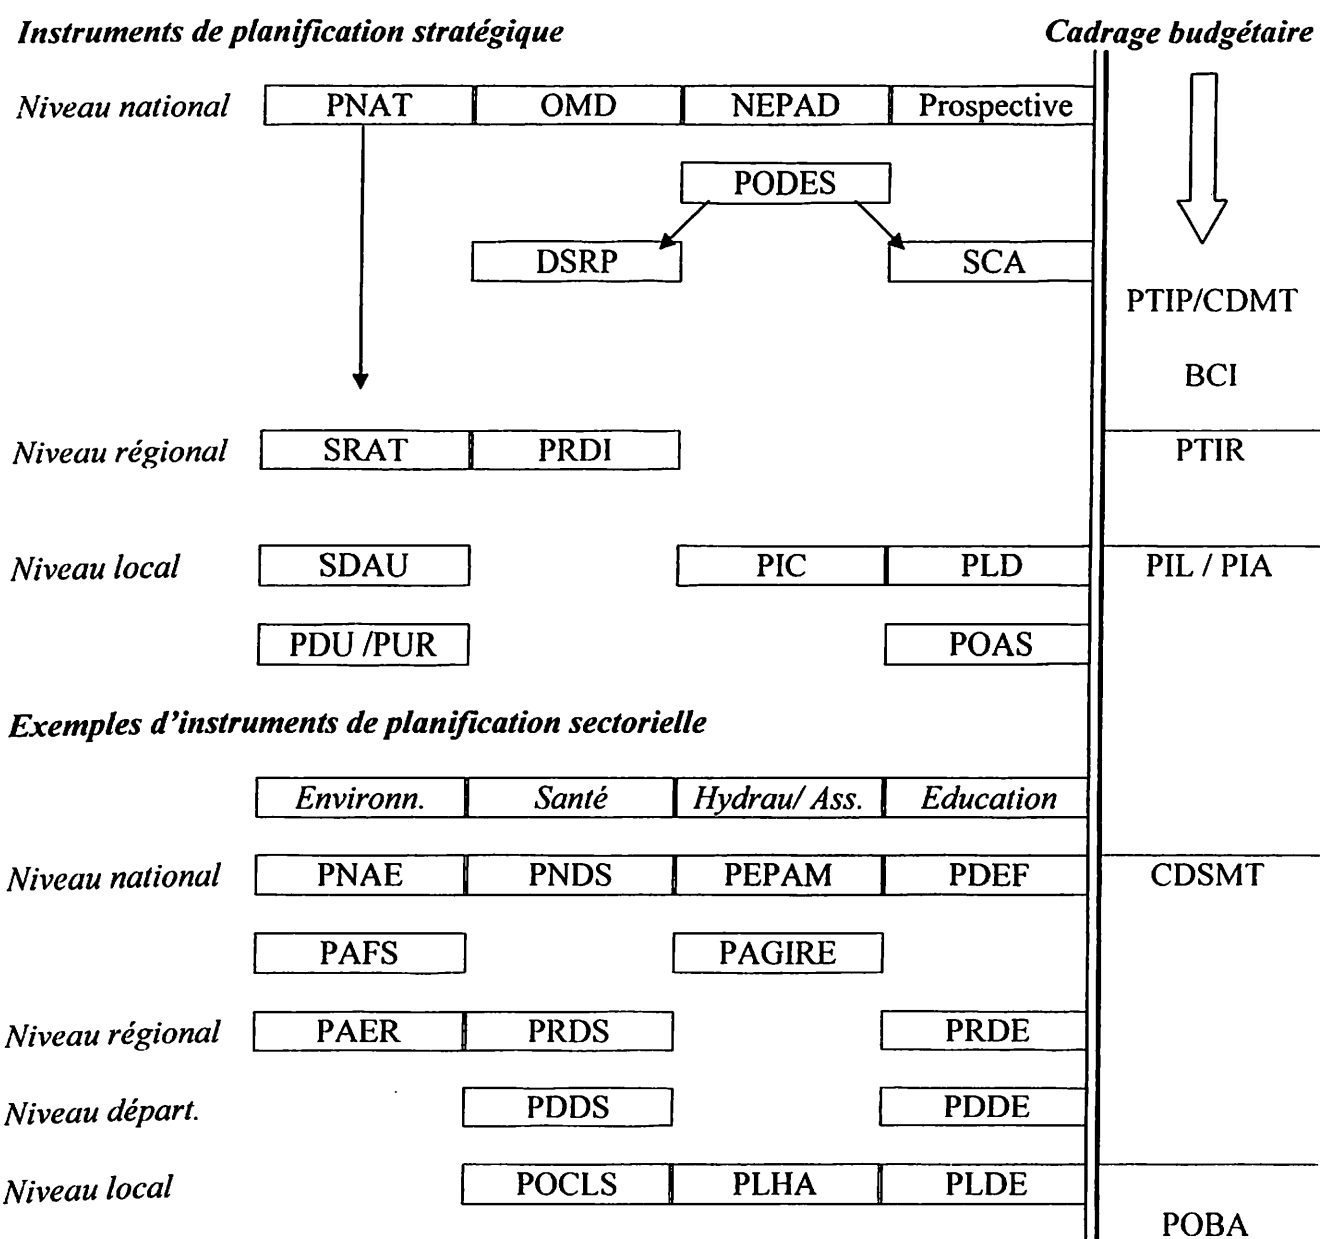 Instruments de planification stratégique Cadrage budgétaire
Niveau national PNAT OMD NEPAD Prospective
PODES
DSRP SCA
PTIP/CDMT
BCI
Niveau régional SRAT PRDI PTIR
Niveau local SDAU PIC PLD PIL / PIA
PDU /PUR POAS
Exemples d'instruments de planification sectorielle
Environn. Santé Hydrau/ Ass. Education
Niveau national PNAE PNDS PEPAM PDEF CDSMT
PAFS PAGIRE
Niveau régional PAER PRDS PRDE
Niveau départ. PDDS PDDE
Niveau local POCLS PLHA PLDE
POBA